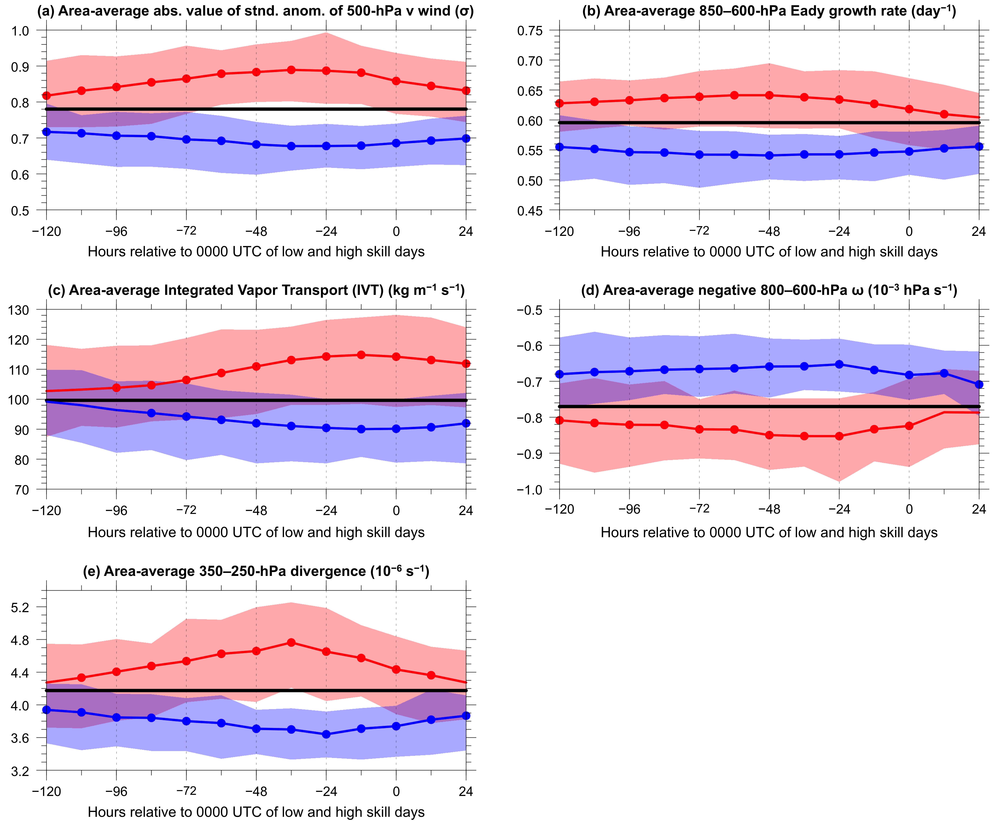 (a) Area-average abs. value of stnd. anom. of 500-hPa v wind (σ)
1.0
0.9
0.8
0.7
0.6
0.5
−120 −96 −72 −48 −24 0 24
Hours relative to 0000 UTC of low and high skill days
(b) Area-average 850–600-hPa Eady growth rate (day⁻¹)
0.75
0.70
0.65
0.60
0.55
0.50
0.45
−120 −96 −72 −48 −24 0 24
Hours relative to 0000 UTC of low and high skill days
(c) Area-average Integrated Vapor Transport (IVT) (kg m⁻¹ s⁻¹)
130
120
110
100
90
80
70
−120 −96 −72 −48 −24 0 24
Hours relative to 0000 UTC of low and high skill days
(d) Area-average negative 800–600-hPa ω (10⁻³ hPa s⁻¹)
−0.5
−0.6
−0.7
−0.8
−0.9
−1.0
−120 −96 −72 −48 −24 0 24
Hours relative to 0000 UTC of low and high skill days
(e) Area-average 350–250-hPa divergence (10⁻⁶ s⁻¹)
5.2
4.8
4.4
4.0
3.6
3.2
−120 −96 −72 −48 −24 0 24
Hours relative to 0000 UTC of low and high skill days